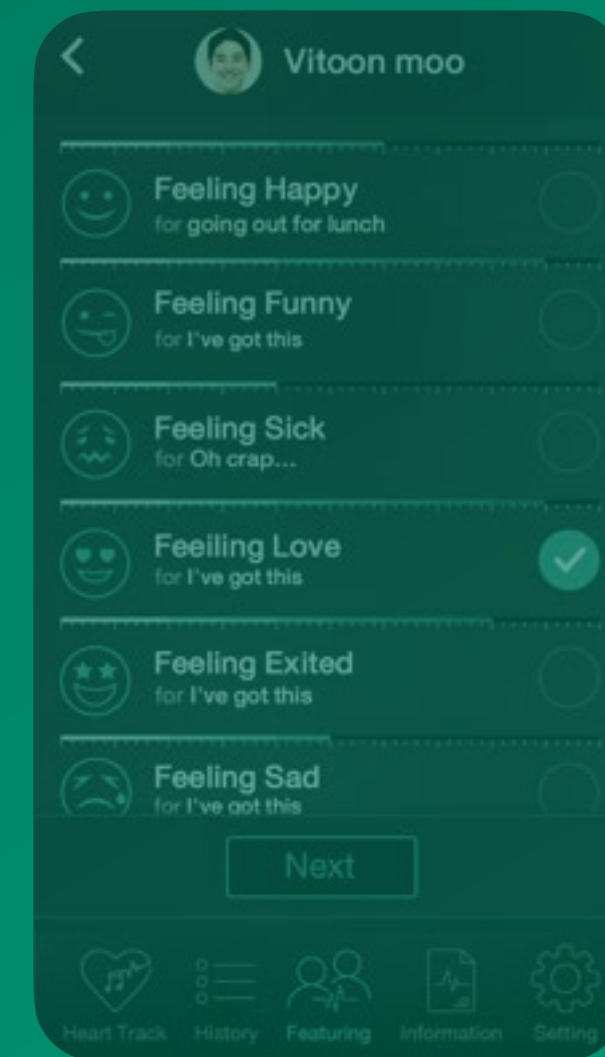 Vitoon moo
Feeling Happy
for going out for lunch
Feeling Funny
for I've got this
Feeling Sick
for Oh crap...
Feeiling Love
for I've got this
Feeling Exited
for I've got this
Feeling Sad
for I've got this
Next
Heart Track History Featuring Information Setting